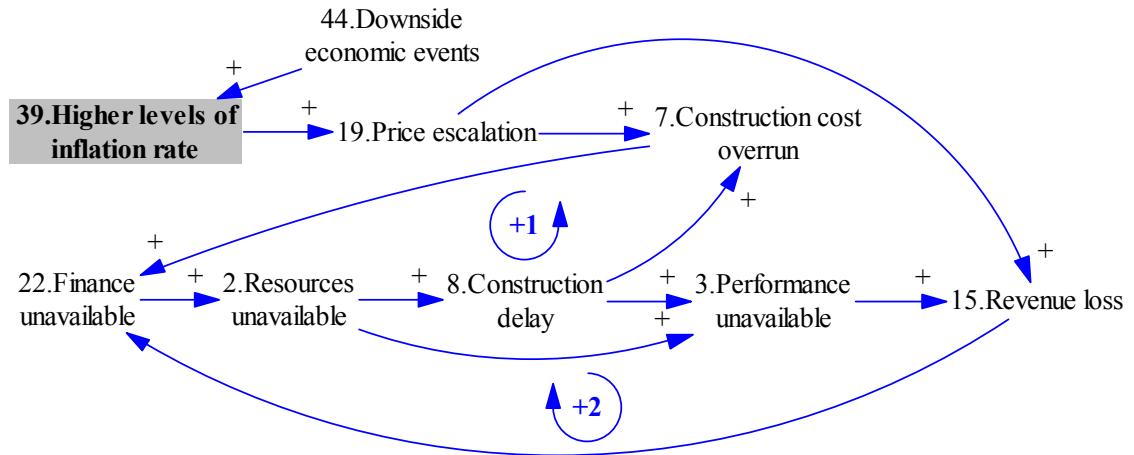 44.Downside
economic events
+
39.Higher levels of
inflation rate
+
19.Price escalation
+
7.Construction cost
overrun
+
+1
+
+
22.Finance
unavailable
+
2.Resources
unavailable
+
8.Construction
delay
+
+
3.Performance
unavailable
+
15.Revenue loss
+2